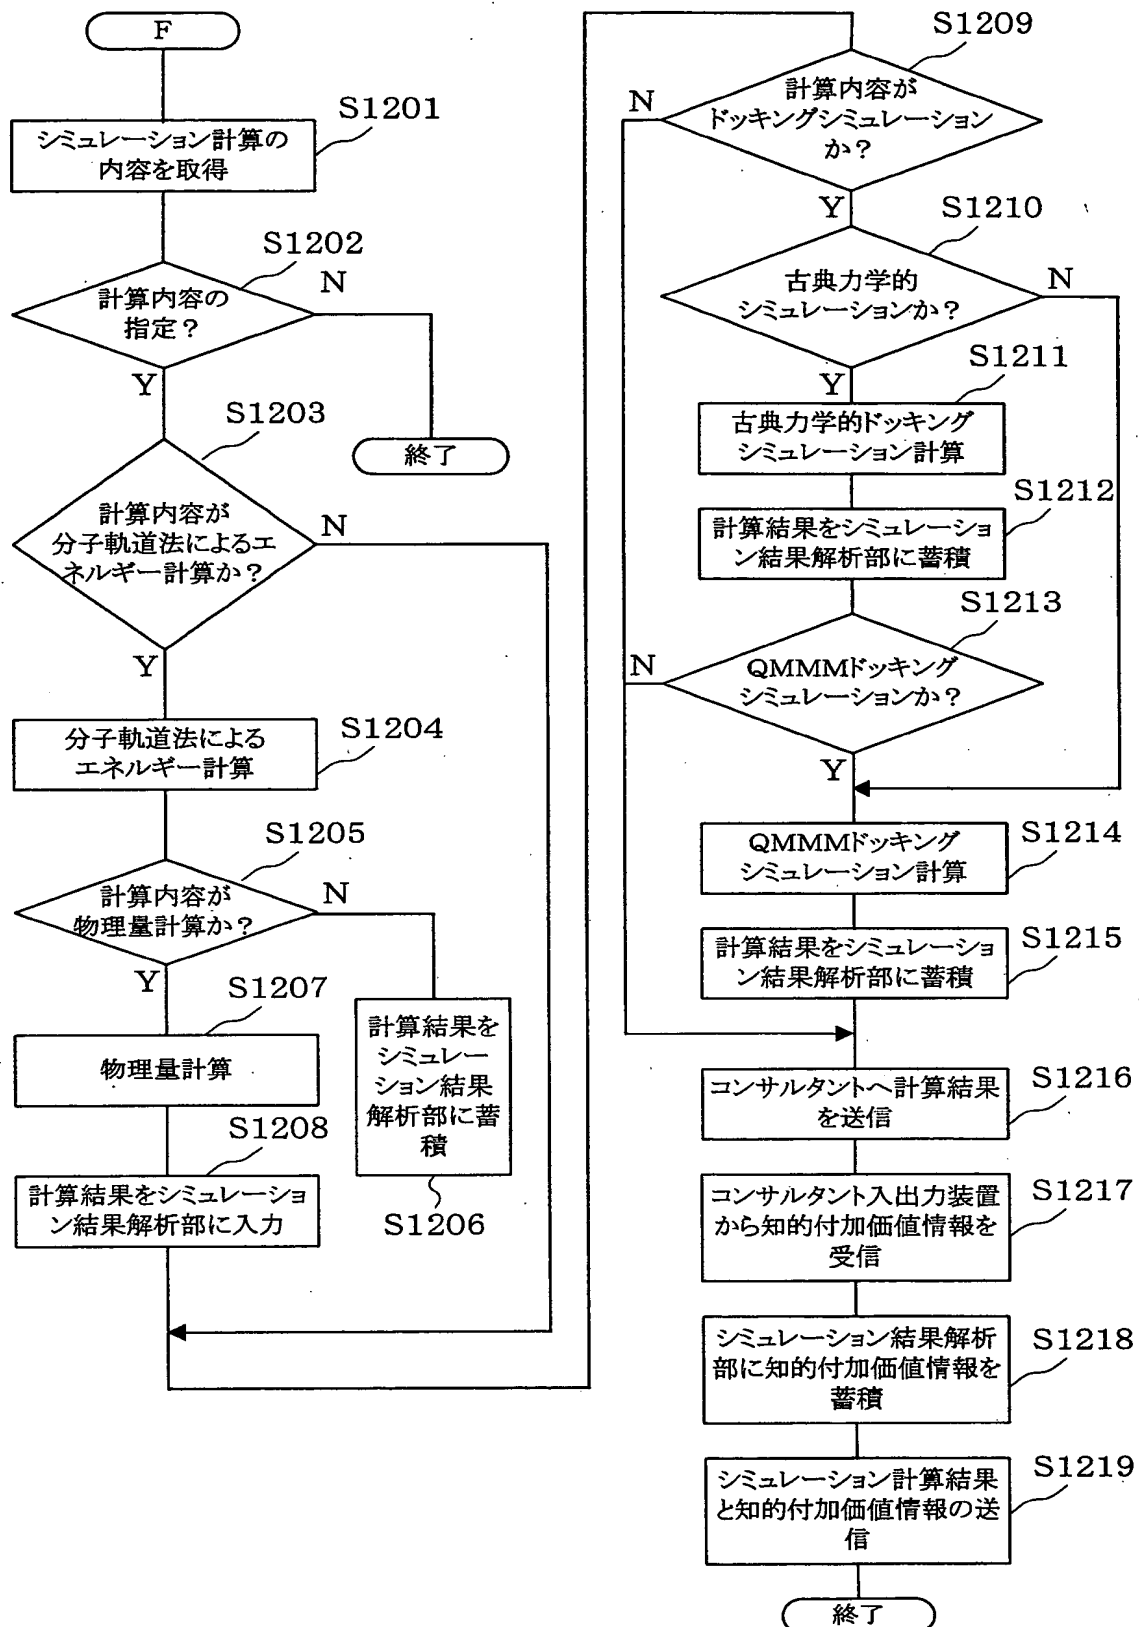 F
S1201
シミュレーション計算の
内容を取得
S1202
計算内容の
指定？
N
Y
終了
S1203
計算内容が
分子軌道法によるエ
ネルギー計算か？
N
Y
S1204
分子軌道法による
エネルギー計算
S1205
計算内容が
物理量計算か？
N
Y
S1207
物理量計算
計算結果を
シミュレー
ション結果
解析部に蓄
積
S1206
S1208
計算結果をシミュレーショ
ン結果解析部に入力
S1209
計算内容が
ドッキングシミュレーション
か？
N
Y
S1210
古典力学的
シミュレーションか？
N
Y
S1211
古典力学的ドッキング
シミュレーション計算
S1212
計算結果をシミュレーショ
ン結果解析部に蓄積
S1213
QMMMドッキング
シミュレーションか？
N
Y
S1214
QMMMドッキング
シミュレーション計算
S1215
計算結果をシミュレーショ
ン結果解析部に蓄積
S1216
コンサルタントへ計算結果
を送信
S1217
コンサルタント入出力装置
から知的付加価値情報を
受信
S1218
シミュレーション結果解析
部に知的付加価値情報を
蓄積
S1219
シミュレーション計算結果
と知的付加価値情報の送
信
終了